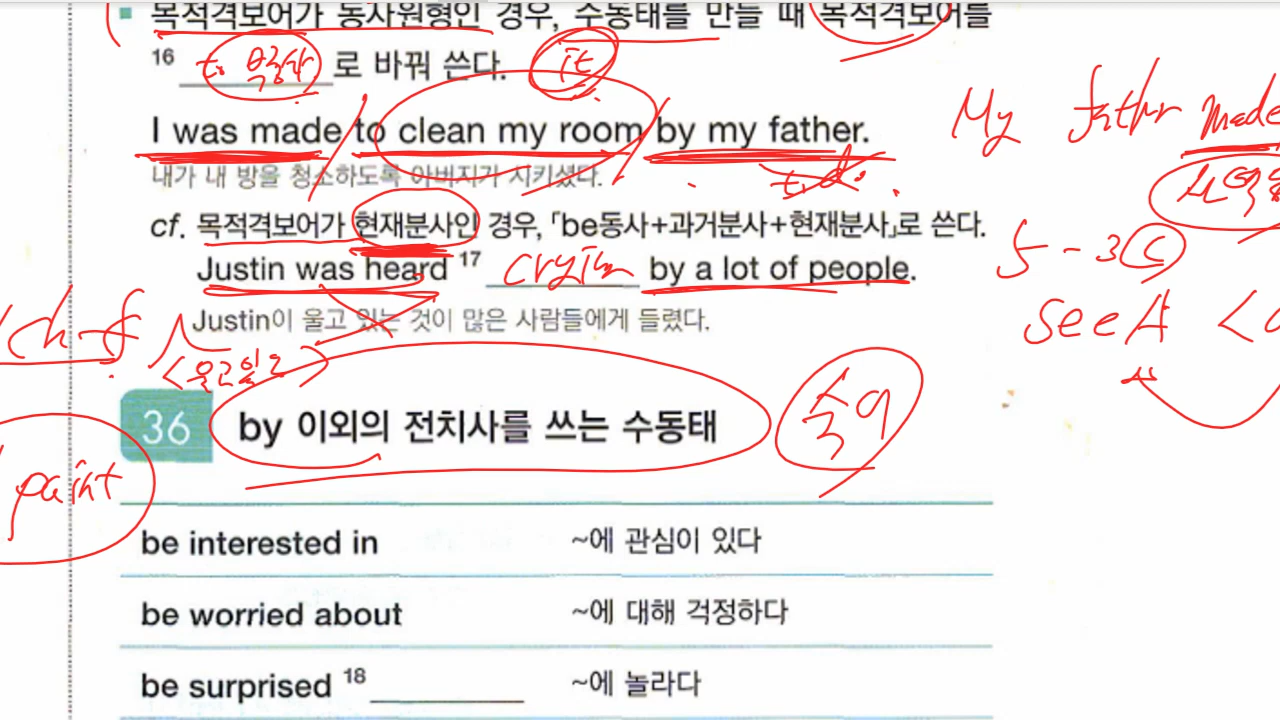 목적격보어가 동사원형인 경우, 수동태를 만들 때 목적격보어를
16 to 부정사 로 바꿔 쓴다. it
I was made to clean my room by my father.
My father made
내가 내 방을 청소하도록 아버지가 시키셨다.
to do.
cf. 목적격보어가 현재분사인 경우, 「be동사+과거분사+현재분사」로 쓴다.
5-3 C
Justin was heard 17 crying by a lot of people.
see A <
Justin이 울고 있는 것이 많은 사람들에게 들렸다.
<울고있는>
36 by 이외의 전치사를 쓰는 수동태
숙어
paint
be interested in ~에 관심이 있다
be worried about ~에 대해 걱정하다
be surprised 18 ~에 놀라다